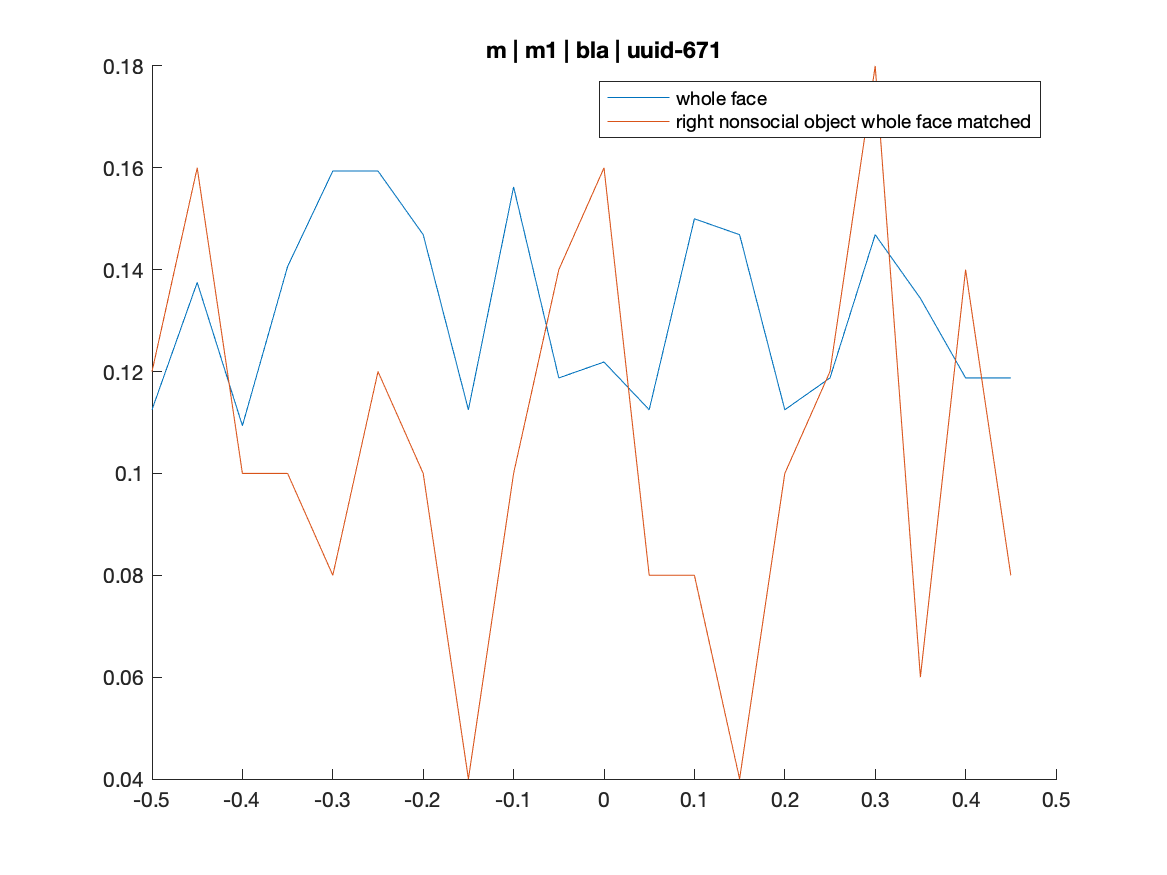 m | m1 | bla | uuid-671
whole face
right nonsocial object whole face matched
0.18
0.16
0.14
0.12
0.1
0.08
0.06
0.04
-0.5 -0.4 -0.3 -0.2 -0.1 0 0.1 0.2 0.3 0.4 0.5